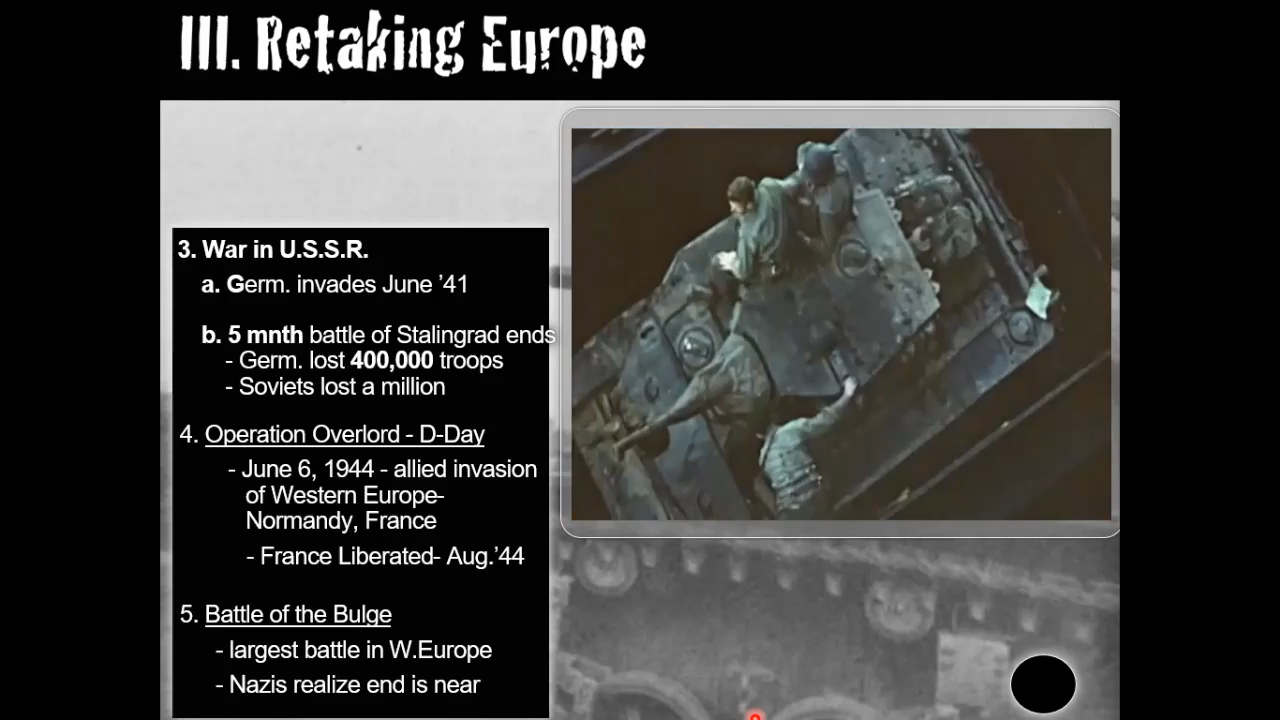 III. Retaking Europe
3. War in U.S.S.R.
a. Germ. invades June ’41
b. 5 mnth battle of Stalingrad ends
- Germ. lost 400,000 troops
- Soviets lost a million
4. Operation Overlord - D-Day
- June 6, 1944 - allied invasion
of Western Europe-
Normandy, France
- France Liberated- Aug.’44
5. Battle of the Bulge
- largest battle in W.Europe
- Nazis realize end is near